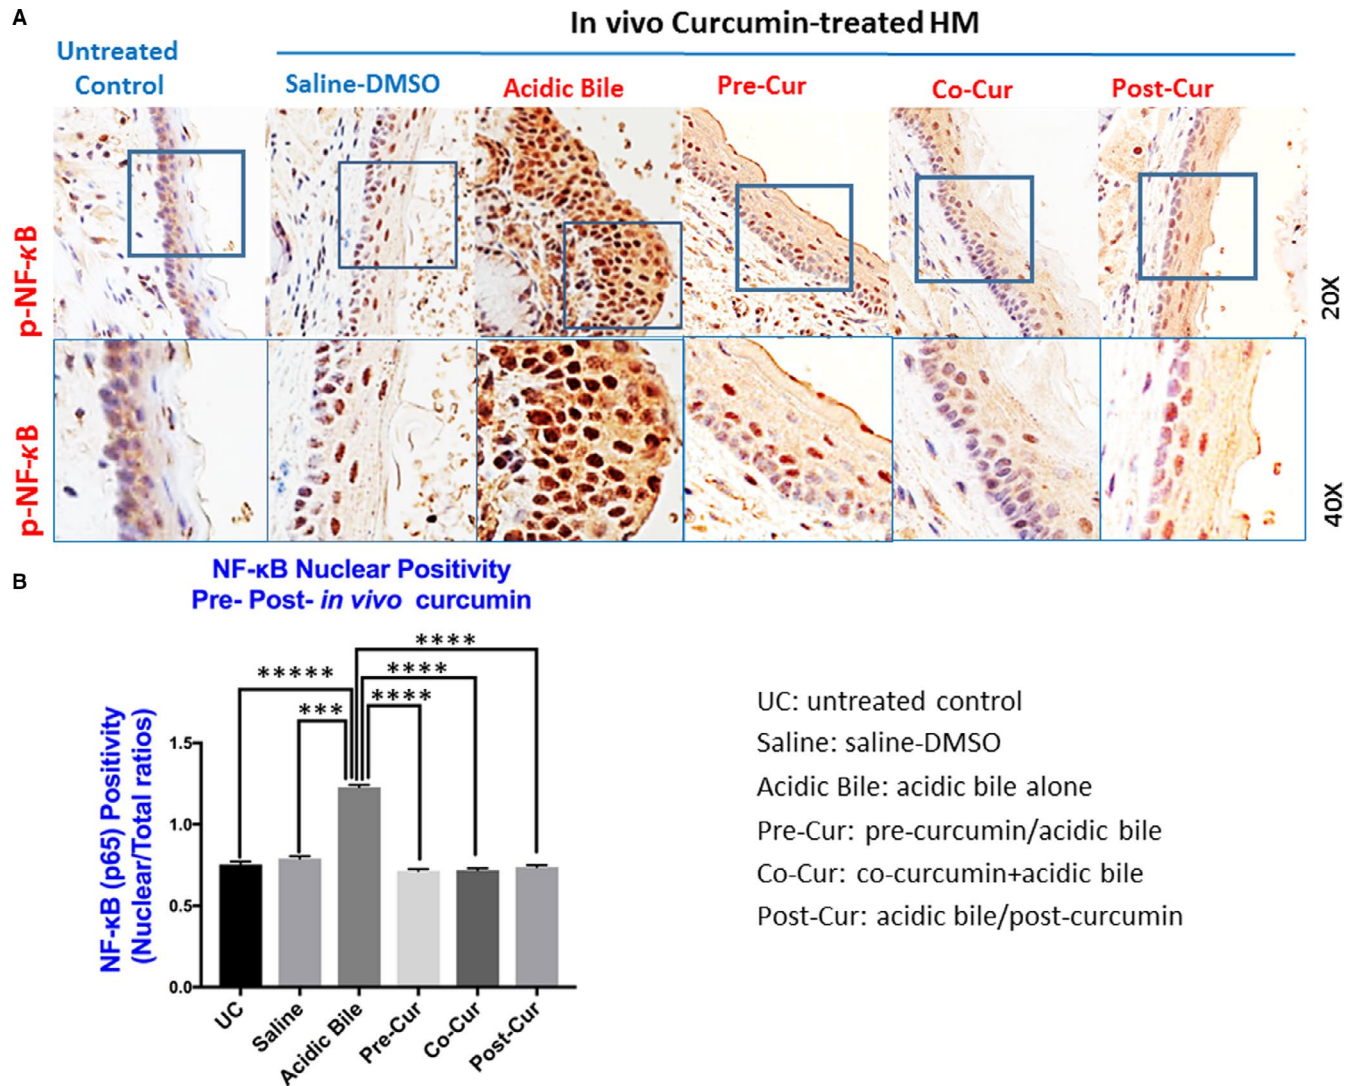 A
In vivo Curcumin-treated HM
Untreated
Control
Saline-DMSO
Acidic Bile
Pre-Cur
Co-Cur
Post-Cur
p-NF-κB
20X
p-NF-κB
40X
B
NF-κB Nuclear Positivity
Pre- Post- in vivo curcumin
****
*****
****
***
****
NF-κB (p65) Positivity
(Nuclear/Total ratios)
1.5
1.0
0.5
0.0
UC
Saline
Acidic Bile
Pre-Cur
Co-Cur
Post-Cur
UC: untreated control
Saline: saline-DMSO
Acidic Bile: acidic bile alone
Pre-Cur: pre-curcumin/acidic bile
Co-Cur: co-curcumin+acidic bile
Post-Cur: acidic bile/post-curcumin